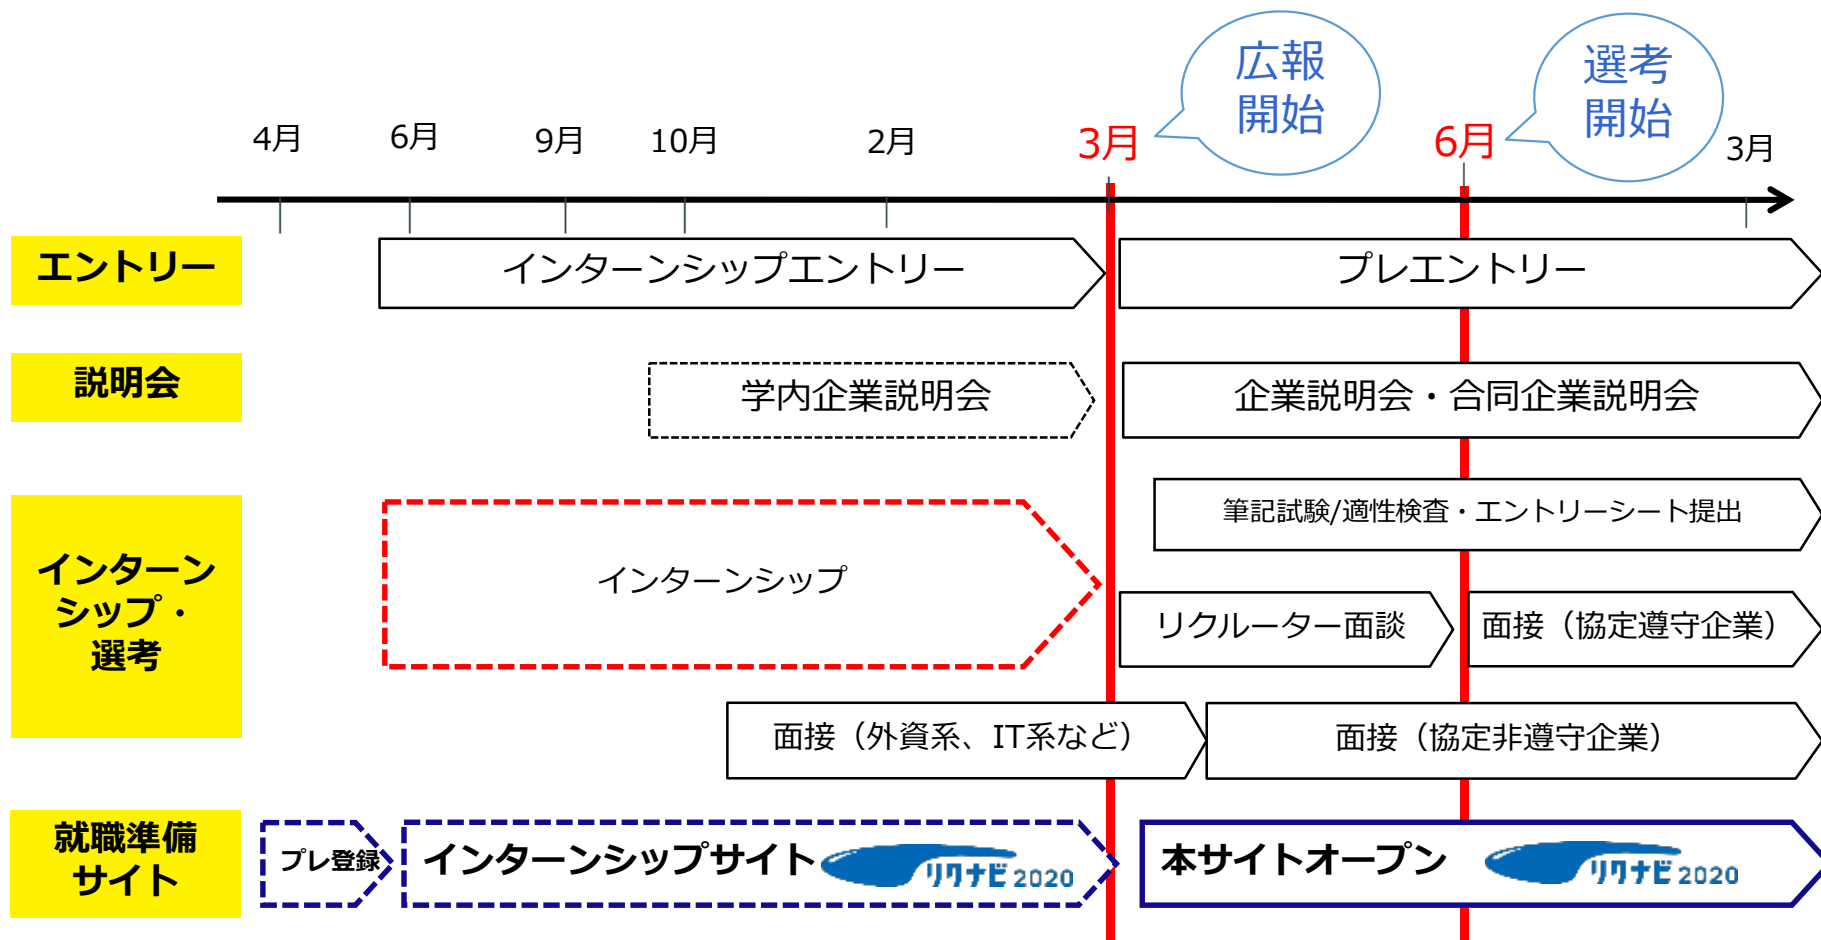 広報
開始
選考
開始
4月
6月
9月
10月
2月
3月
6月
3月
エントリー
インターンシップエントリー
プレエントリー
説明会
学内企業説明会
企業説明会・合同企業説明会
インターン
シップ・
選考
インターンシップ
筆記試験/適性検査・エントリーシート提出
リクルーター面談
面接（協定遵守企業）
面接（外資系、IT系など）
面接（協定非遵守企業）
就職準備
サイト
プレ登録
インターンシップサイト
リクナビ2020
本サイトオープン
リクナビ2020